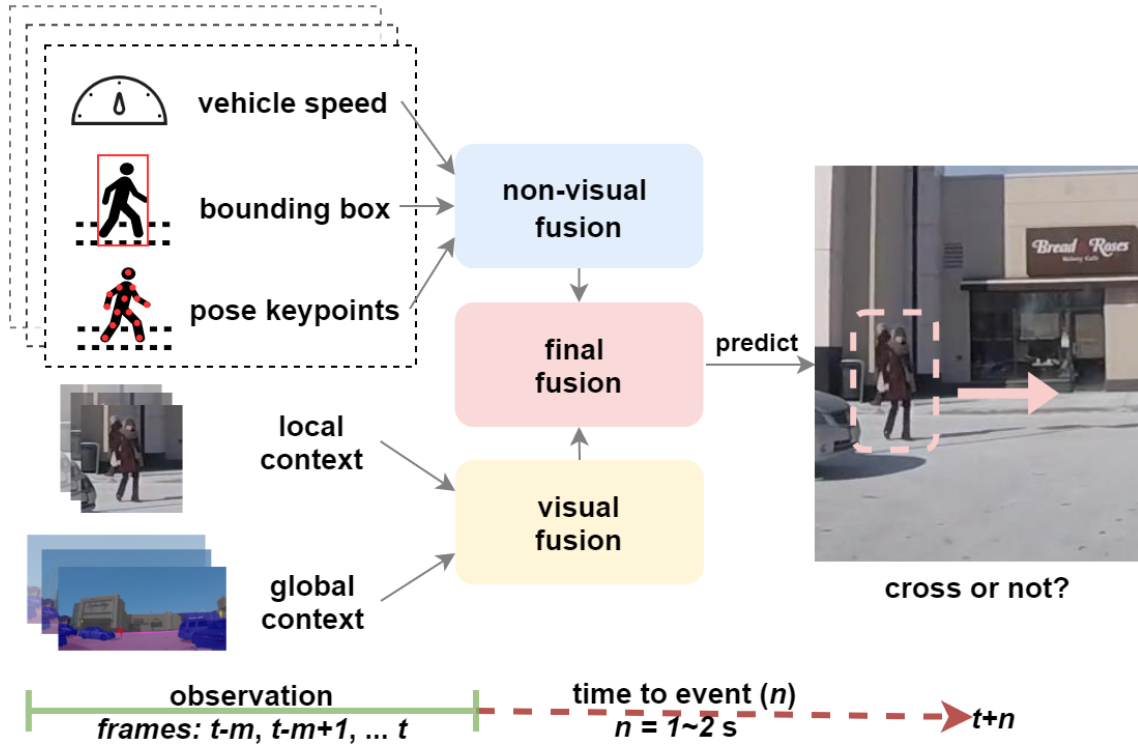 vehicle speed
bounding box
pose keypoints
non-visual
fusion
final
fusion
predict
Bread Roses
local
context
visual
fusion
global
context
cross or not?
observation
frames: t-m, t-m+1, ... t
time to event (n)
n = 1~2 s
t+n